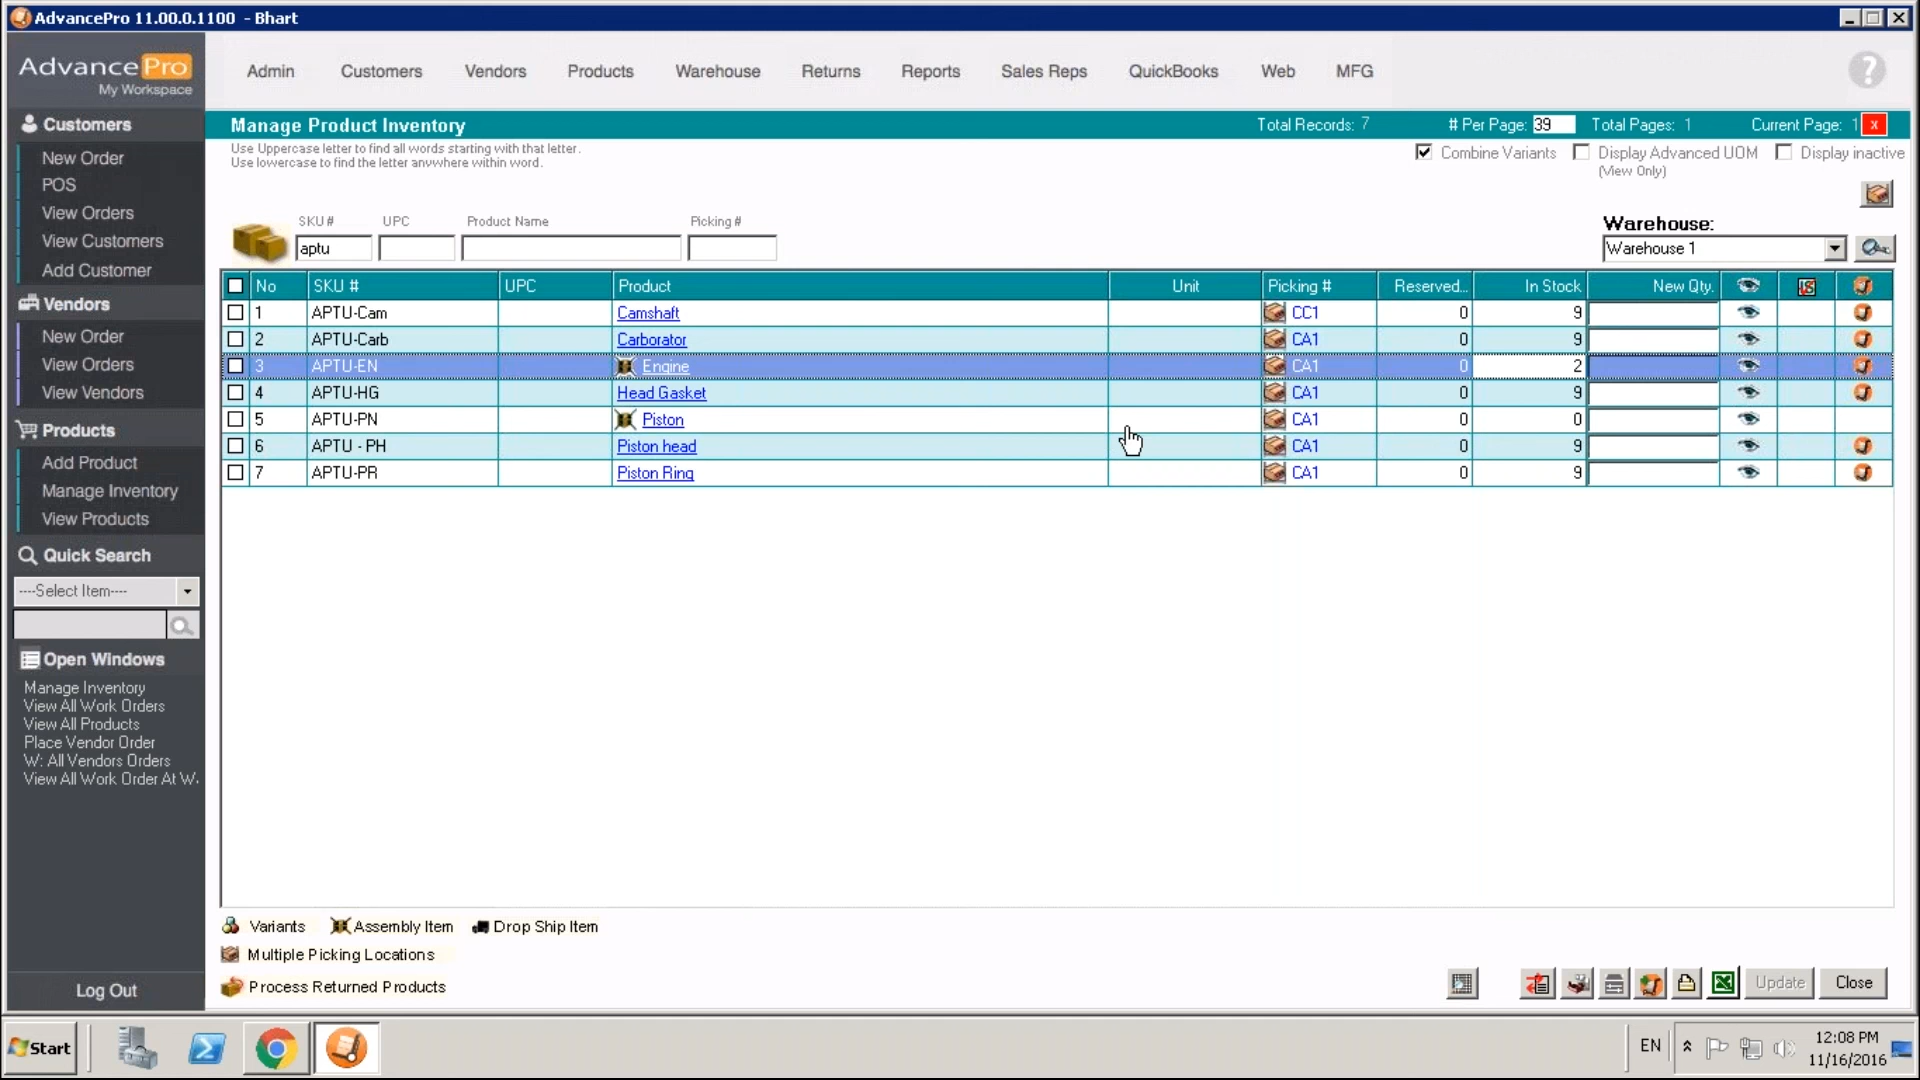 AdvancePro 11.00.0.1100 - Bhart
AdvancePro
My Workspace
Admin Customers Vendors Products Warehouse Returns Reports Sales Reps QuickBooks Web MFG
?
Customers
New Order
POS
View Orders
View Customers
Add Customer
Vendors
New Order
View Orders
View Vendors
Products
Add Product
Manage Inventory
View Products
Quick Search
----Select Item----
Open Windows
Manage Inventory
View All Work Orders
View All Products
Place Vendor Order
W: All Vendors Orders
View All Work Order At W.
Log Out
Manage Product Inventory Total Records: 7 # Per Page: 39 Total Pages: 1 Current Page: 1 x
Use Uppercase letter to find all words starting with that letter.
Use lowercase to find the letter anywhere within word.
Combine Variants Display Advanced UOM Display inactive
(View Only)
SKU # UPC Product Name Picking # Warehouse:
aptu Warehouse 1
No SKU # UPC Product Unit Picking # Reserved... In Stock New Qty.
1 APTU-Cam Camshaft CC1 0 9
2 APTU-Carb Carborator CA1 0 9
3 APTU-EN Engine CA1 0 2
4 APTU-HG Head Gasket CA1 0 9
5 APTU-PN Piston CA1 0 0
6 APTU - PH Piston head CA1 0 9
7 APTU-PR Piston Ring CA1 0 9
Variants Assembly Item Drop Ship Item
Multiple Picking Locations
Process Returned Products
Update Close
Start EN 12:08 PM
11/16/2016